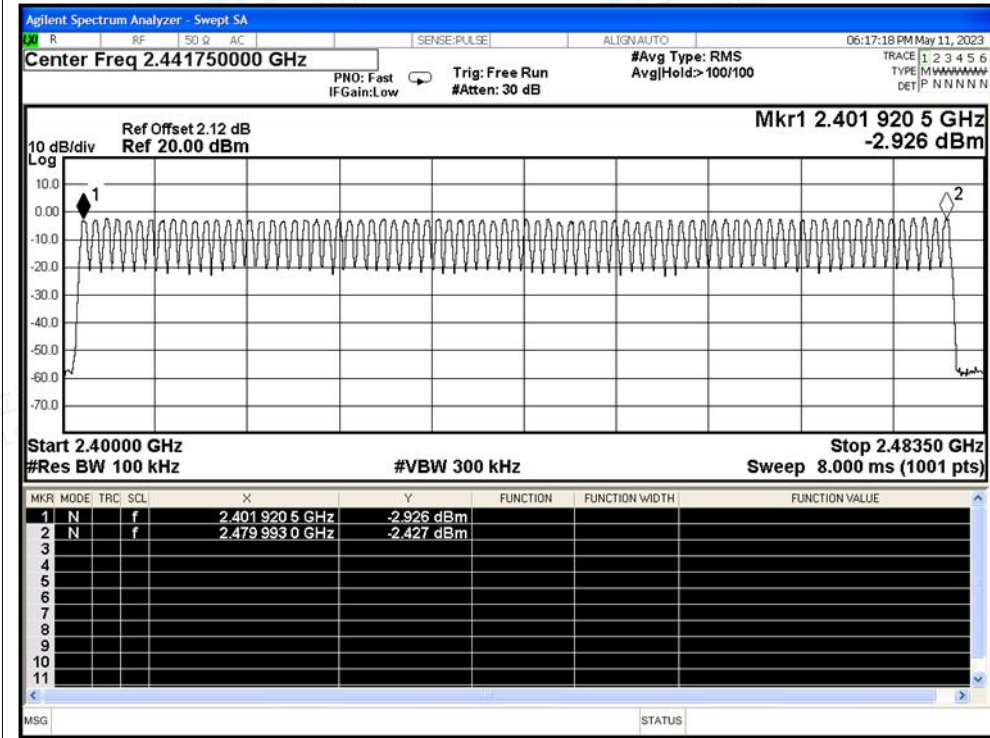 Agilent Spectrum Analyzer - Swept SA
LXI R RF 50 Ω AC SENSE:PULSE ALIGNAUTO 06:17:18 PM May 11, 2023
Center Freq 2.441750000 GHz #Avg Type: RMS TRACE 1 2 3 4 5 6
PNO: Fast Trig: Free Run Avg|Hold:>100/100 TYPE MWWWWW
IFGain:Low #Atten: 30 dB DET P N N N N N
Mkr1 2.401 920 5 GHz
Ref Offset 2.12 dB
10 dB/div Ref 20.00 dBm -2.926 dBm
Log
10.0
1
2
0.00
-10.0
-20.0
-30.0
-40.0
-50.0
-60.0
-70.0
Start 2.40000 GHz Stop 2.48350 GHz
#Res BW 100 kHz #VBW 300 kHz Sweep 8.000 ms (1001 pts)
MKR MODE TRC SCL X Y FUNCTION FUNCTION WIDTH FUNCTION VALUE
1 N f 2.401 920 5 GHz -2.926 dBm
2 N f 2.479 993 0 GHz -2.427 dBm
3
4
5
6
7
8
9
10
11
MSG STATUS